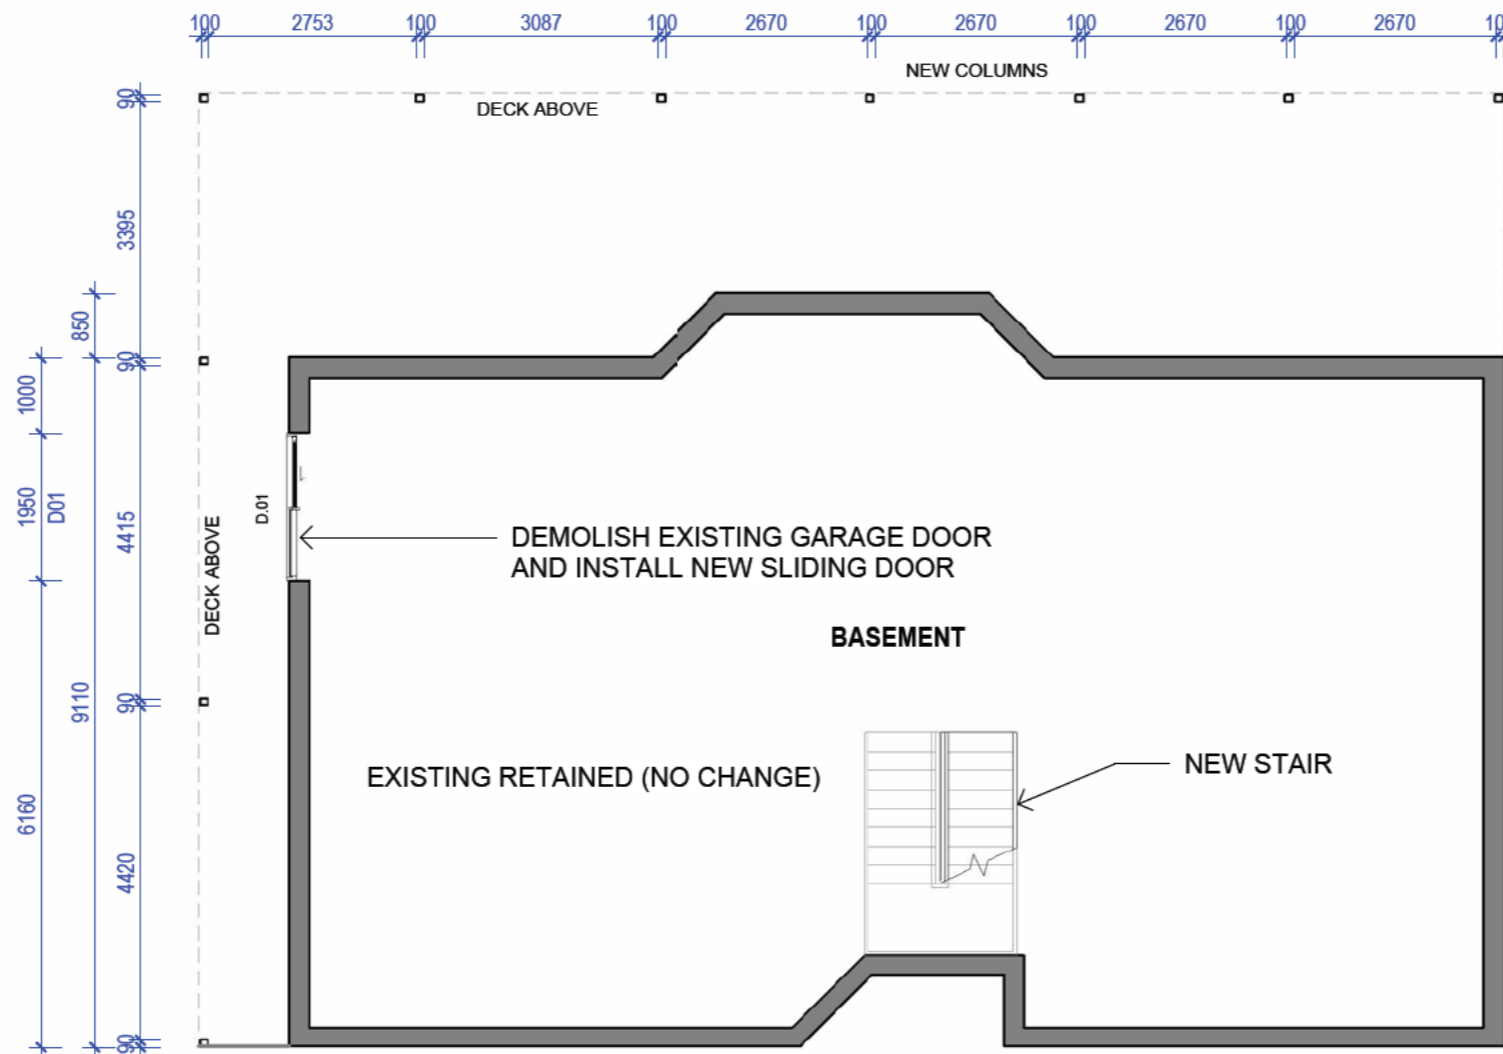 100 2753 100 3087 100 2670 100 2670 100 2670 100 2670 10
NEW COLUMNS
DECK ABOVE
90
3395
850
90
1000
1950
D01
4415
D.01
DECK ABOVE
DEMOLISH EXISTING GARAGE DOOR
AND INSTALL NEW SLIDING DOOR
BASEMENT
90
9110
EXISTING RETAINED (NO CHANGE)
NEW STAIR
6160
4420
90